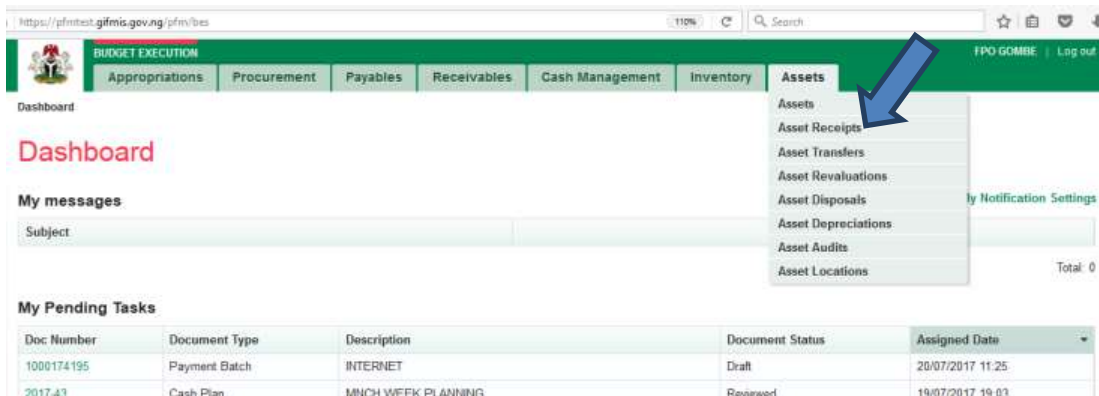 https://pfmtest.gifmis.gov.ng/pfm/bes 110% Search
BUDGET EXECUTION FPO GOMBE | Log out
Appropriations Procurement Payables Receivables Cash Management Inventory Assets
Dashboard
Assets
Asset Receipts
Asset Transfers
Asset Revaluations
Asset Disposals
Asset Depreciations
Asset Audits
Asset Locations
Dashboard
My messages
Notification Settings
Subject
Total: 0
My Pending Tasks
Doc Number Document Type Description Document Status Assigned Date
1000174195 Payment Batch INTERNET Draft 20/07/2017 11:25
2017-43 Cash Plan MNCH WEEK PLANNING Reviewed 19/07/2017 19:03